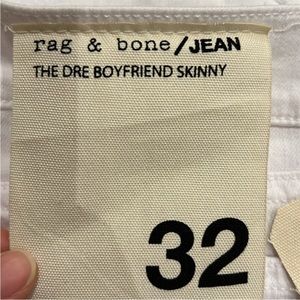 rag & bone/JEAN
THE DRE BOYFRIEND SKINNY
32